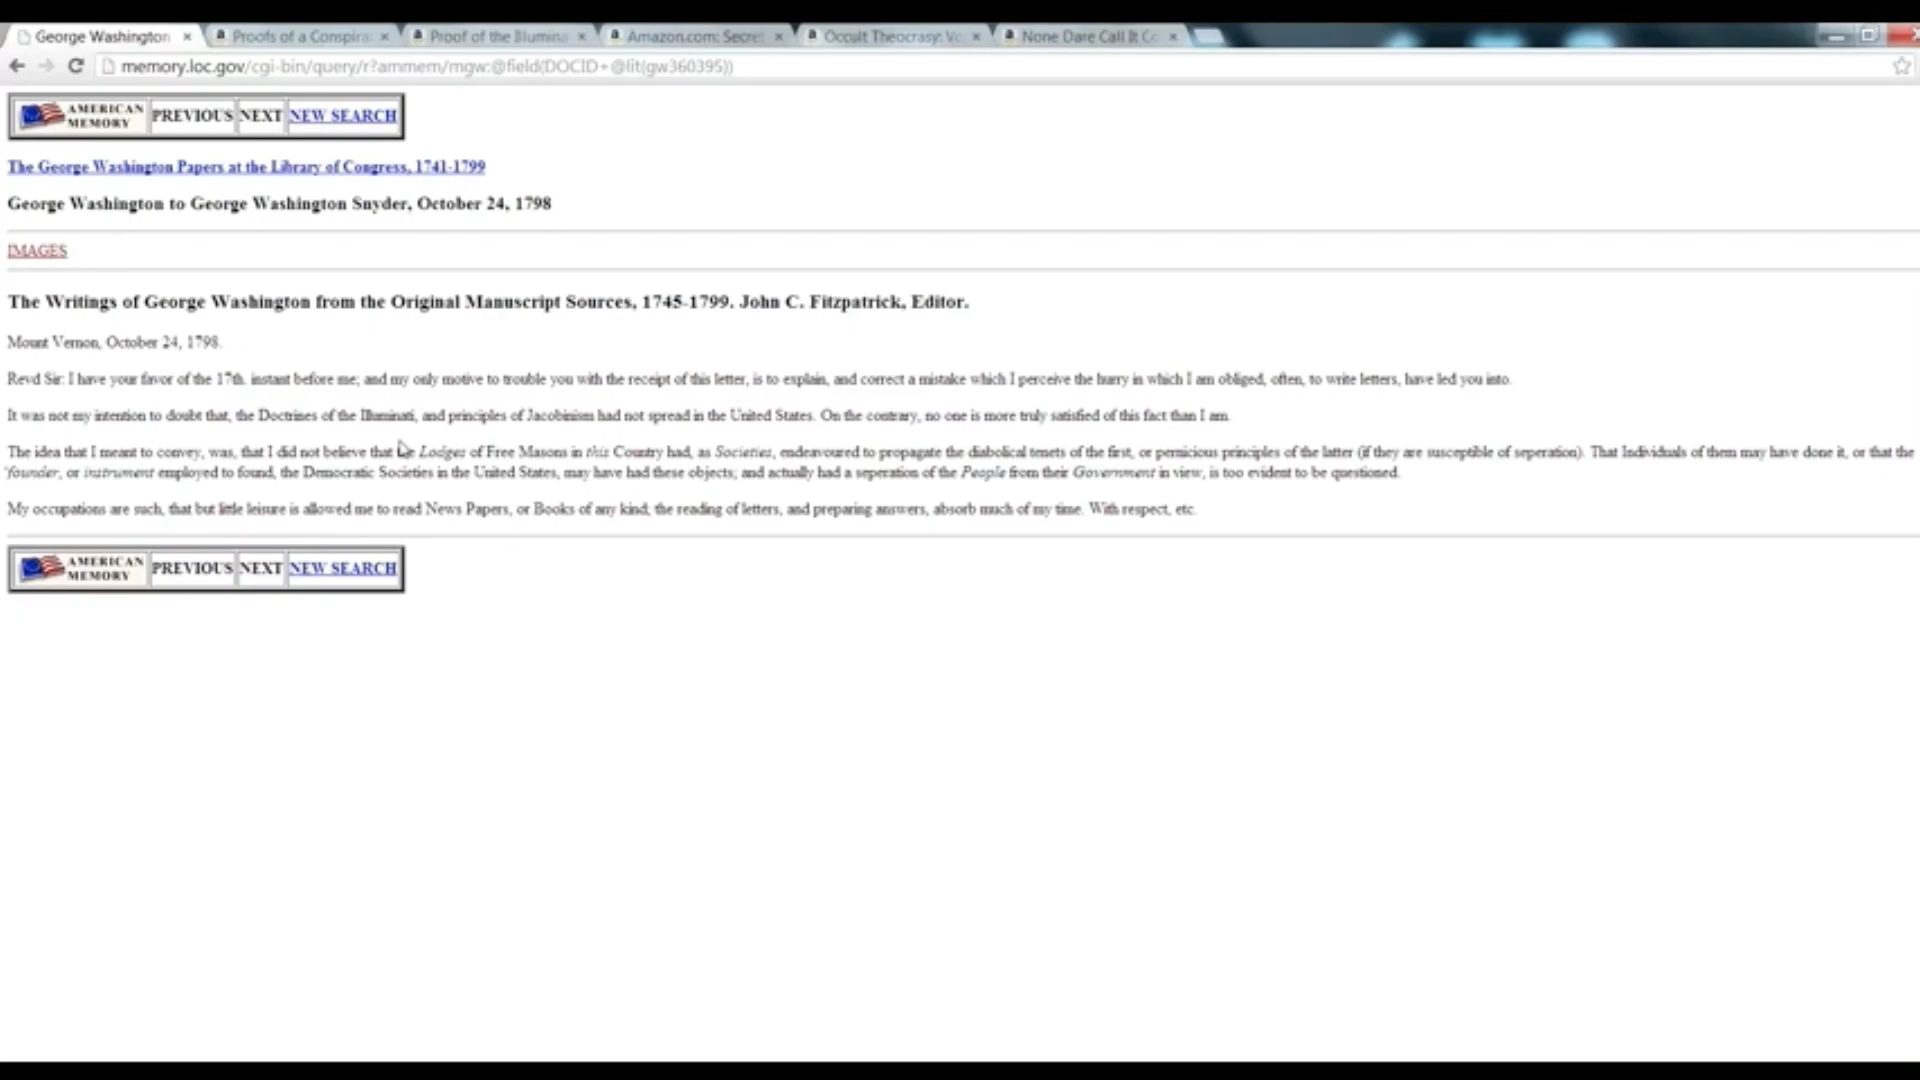 George Washington
Proofs of a Conspira
Proof of the Illumina
Amazon.com: Secret
Occult Theocrasy: Vo
None Dare Call It Co
memory.loc.gov/cgi-bin/query/r?ammem/mgw:@field(DOCID+@lit(gw360395))
AMERICAN MEMORY PREVIOUS NEXT NEW SEARCH
The George Washington Papers at the Library of Congress, 1741-1799
George Washington to George Washington Snyder, October 24, 1798
IMAGES
The Writings of George Washington from the Original Manuscript Sources, 1745-1799. John C. Fitzpatrick, Editor.
Mount Vernon, October 24, 1798.
Revd Sir: I have your favor of the 17th. instant before me; and my only motive to trouble you with the receipt of this letter, is to explain, and correct a mistake which I perceive the hurry in which I am obliged, often, to write letters, have led you into.
It was not my intention to doubt that, the Doctrines of the Illuminati, and principles of Jacobinism had not spread in the United States. On the contrary, no one is more truly satisfied of this fact than I am.
The idea that I meant to convey, was, that I did not believe that the Lodges of Free Masons in this Country had, as Societies, endeavoured to propagate the diabolical tenets of the first, or pernicious principles of the latter (if they are susceptible of seperation). That Individuals of them may have done it, or that the
founder, or instrument employed to found, the Democratic Societies in the United States, may have had these objects; and actually had a seperation of the People from their Government in view, is too evident to be questioned.
My occupations are such, that but little leisure is allowed me to read News Papers, or Books of any kind; the reading of letters, and preparing answers, absorb much of my time. With respect, etc.
AMERICAN MEMORY PREVIOUS NEXT NEW SEARCH